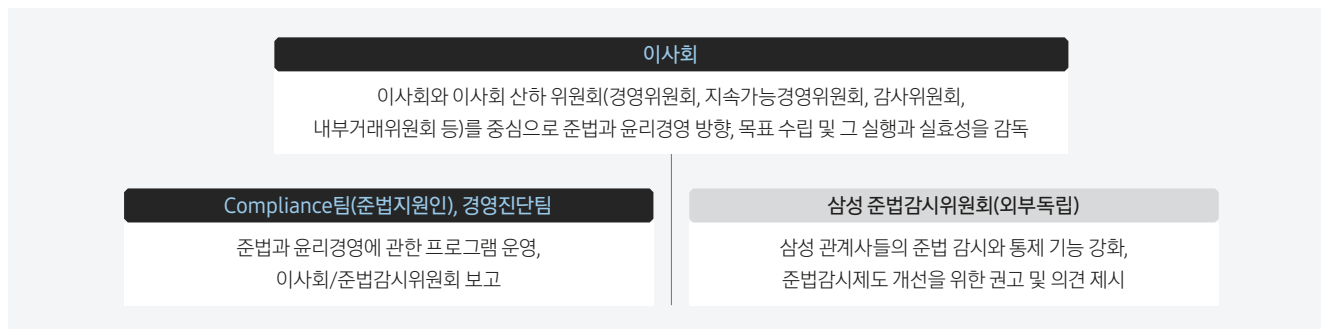 이사회
이사회와 이사회 산하 위원회(경영위원회, 지속가능경영위원회, 감사위원회,
내부거래위원회 등)를 중심으로 준법과 윤리경영 방향, 목표 수립 및 그 실행과 실효성을 감독
Compliance팀(준법지원인), 경영진단팀
준법과 윤리경영에 관한 프로그램 운영,
이사회/준법감시위원회 보고
삼성 준법감시위원회(외부독립)
삼성 관계사들의 준법 감시와 통제 기능 강화,
준법감시제도 개선을 위한 권고 및 의견 제시